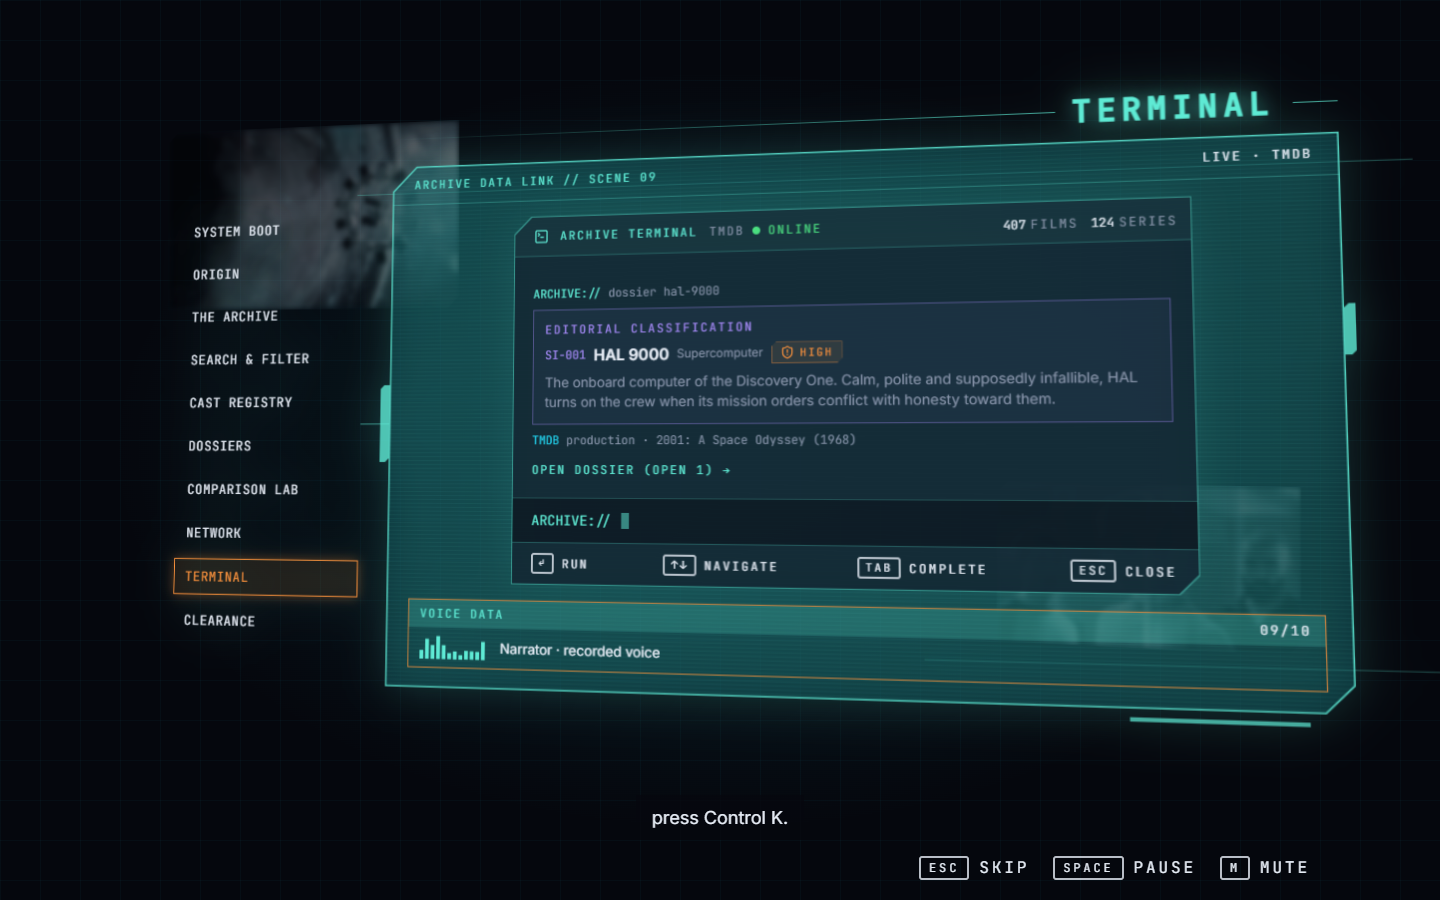 TERMINAL
ARCHIVE DATA LINK // SCENE 09
LIVE · TMDB
SYSTEM BOOT
ORIGIN
THE ARCHIVE
SEARCH & FILTER
CAST REGISTRY
DOSSIERS
COMPARISON LAB
NETWORK
TERMINAL
CLEARANCE
ARCHIVE TERMINAL TMDB ONLINE
407 FILMS 124 SERIES
ARCHIVE:// dossier hal-9000
EDITORIAL CLASSIFICATION
SI-001 HAL 9000 Supercomputer HIGH
The onboard computer of the Discovery One. Calm, polite and supposedly infallible, HAL
turns on the crew when its mission orders conflict with honesty toward them.
TMDB production · 2001: A Space Odyssey (1968)
OPEN DOSSIER (OPEN 1) →
ARCHIVE://
↲ RUN ↑↓ NAVIGATE TAB COMPLETE ESC CLOSE
VOICE DATA
09/10
Narrator · recorded voice
press Control K.
ESC SKIP SPACE PAUSE M MUTE